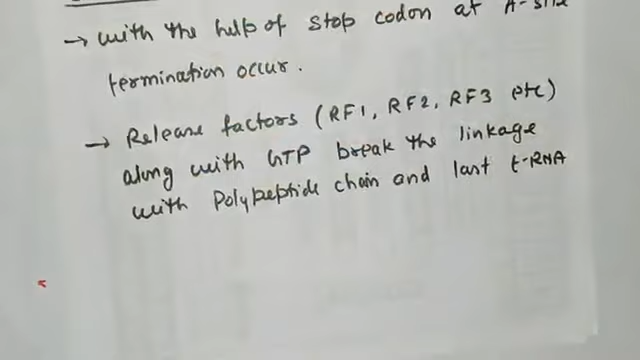 → with the help of stop codon at A-site
termination occur.
→ Release factors (RF1, RF2, RF3 etc)
along with GTP break the linkage
with Polypeptide chain and last t-RNA